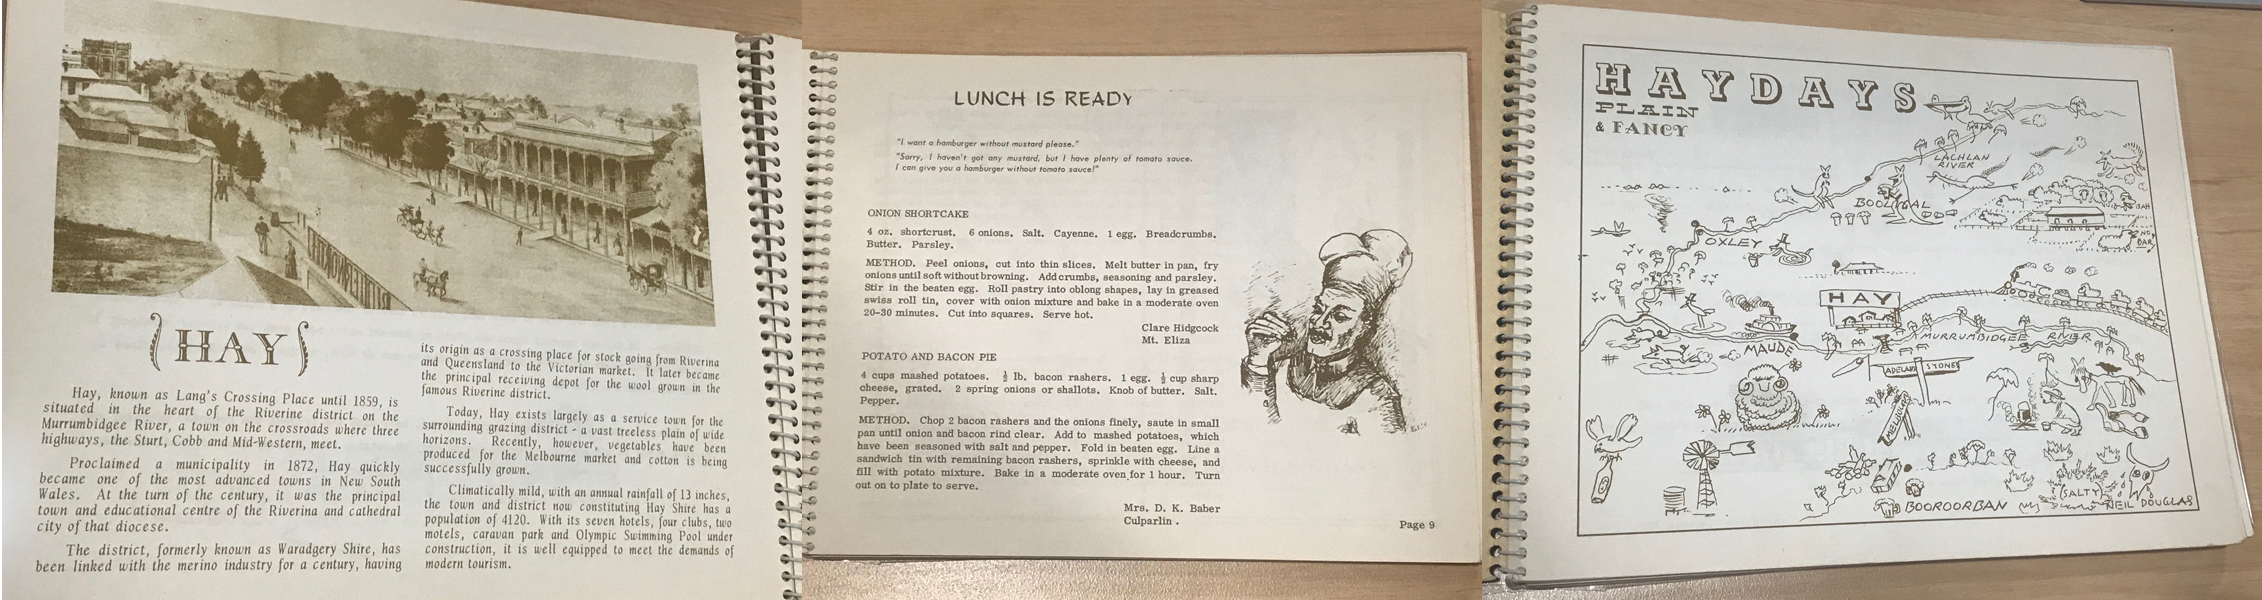 HAY
Hay, known as Lang's Crossing Place until 1859, is
situated in the heart of the Riverine district on the
Murrumbidgee River, a town on the crossroads where three
highways, the Sturt, Cobb and Mid-Western, meet.
Proclaimed a municipality in 1872, Hay quickly
became one of the most advanced towns in New South
Wales. At the turn of the century, it was the principal
town and educational centre of the Riverina and cathedral
city of that diocese.
The district, formerly known as Waradgery Shire, has
been linked with the merino industry for a century, having
its origin as a crossing place for stock going from Riverina
and Queensland to the Victorian market. It later became
the principal receiving depot for the wool grown in the
famous Riverine district.
Today, Hay exists largely as a service town for the
surrounding grazing district - a vast treeless plain of wide
horizons. Recently, however, vegetables have been
produced for the Melbourne market and cotton is being
successfully grown.
Climatically mild, with an annual rainfall of 13 inches,
the town and district now constituting Hay Shire has a
population of 4120. With its seven hotels, four clubs, two
motels, caravan park and Olympic Swimming Pool under
construction, it is well equipped to meet the demands of
modern tourism.
LUNCH IS READY
"I want a hamburger without mustard please."
"Sorry, I haven't got any mustard, but I have plenty of tomato sauce.
I can give you a hamburger without tomato sauce!"
ONION SHORTCAKE
4 oz. shortcrust. 6 onions. Salt. Cayenne. 1 egg. Breadcrumbs.
Butter. Parsley.
METHOD. Peel onions, cut into thin slices. Melt butter in pan, fry
onions until soft without browning. Add crumbs, seasoning and parsley.
Stir in the beaten egg. Roll pastry into oblong shapes, lay in greased
swiss roll tin, cover with onion mixture and bake in a moderate oven
20-30 minutes. Cut into squares. Serve hot.
Clare Hidgcock
Mt. Eliza
POTATO AND BACON PIE
4 cups mashed potatoes. ½ lb. bacon rashers. 1 egg. ½ cup sharp
cheese, grated. 2 spring onions or shallots. Knob of butter. Salt.
Pepper.
METHOD. Chop 2 bacon rashers and the onions finely, saute in small
pan until onion and bacon rind clear. Add to mashed potatoes, which
have been seasoned with salt and pepper. Fold in beaten egg. Line a
sandwich tin with remaining bacon rashers, sprinkle with cheese, and
fill with potato mixture. Bake in a moderate oven for 1 hour. Turn
out on to plate to serve.
Mrs. D. K. Baber
Culparlin .
Page 9
HAYDAYS
PLAIN
& FANCY
LACHLAN
RIVER
BOOLIGAL
OXLEY
HAY
MURRUMBIDGEE RIVER
MAUDE
ADELAIDE SYDNEY
MELBOURNE
SALTY
BOOROORBAN
NEIL DOUGLAS